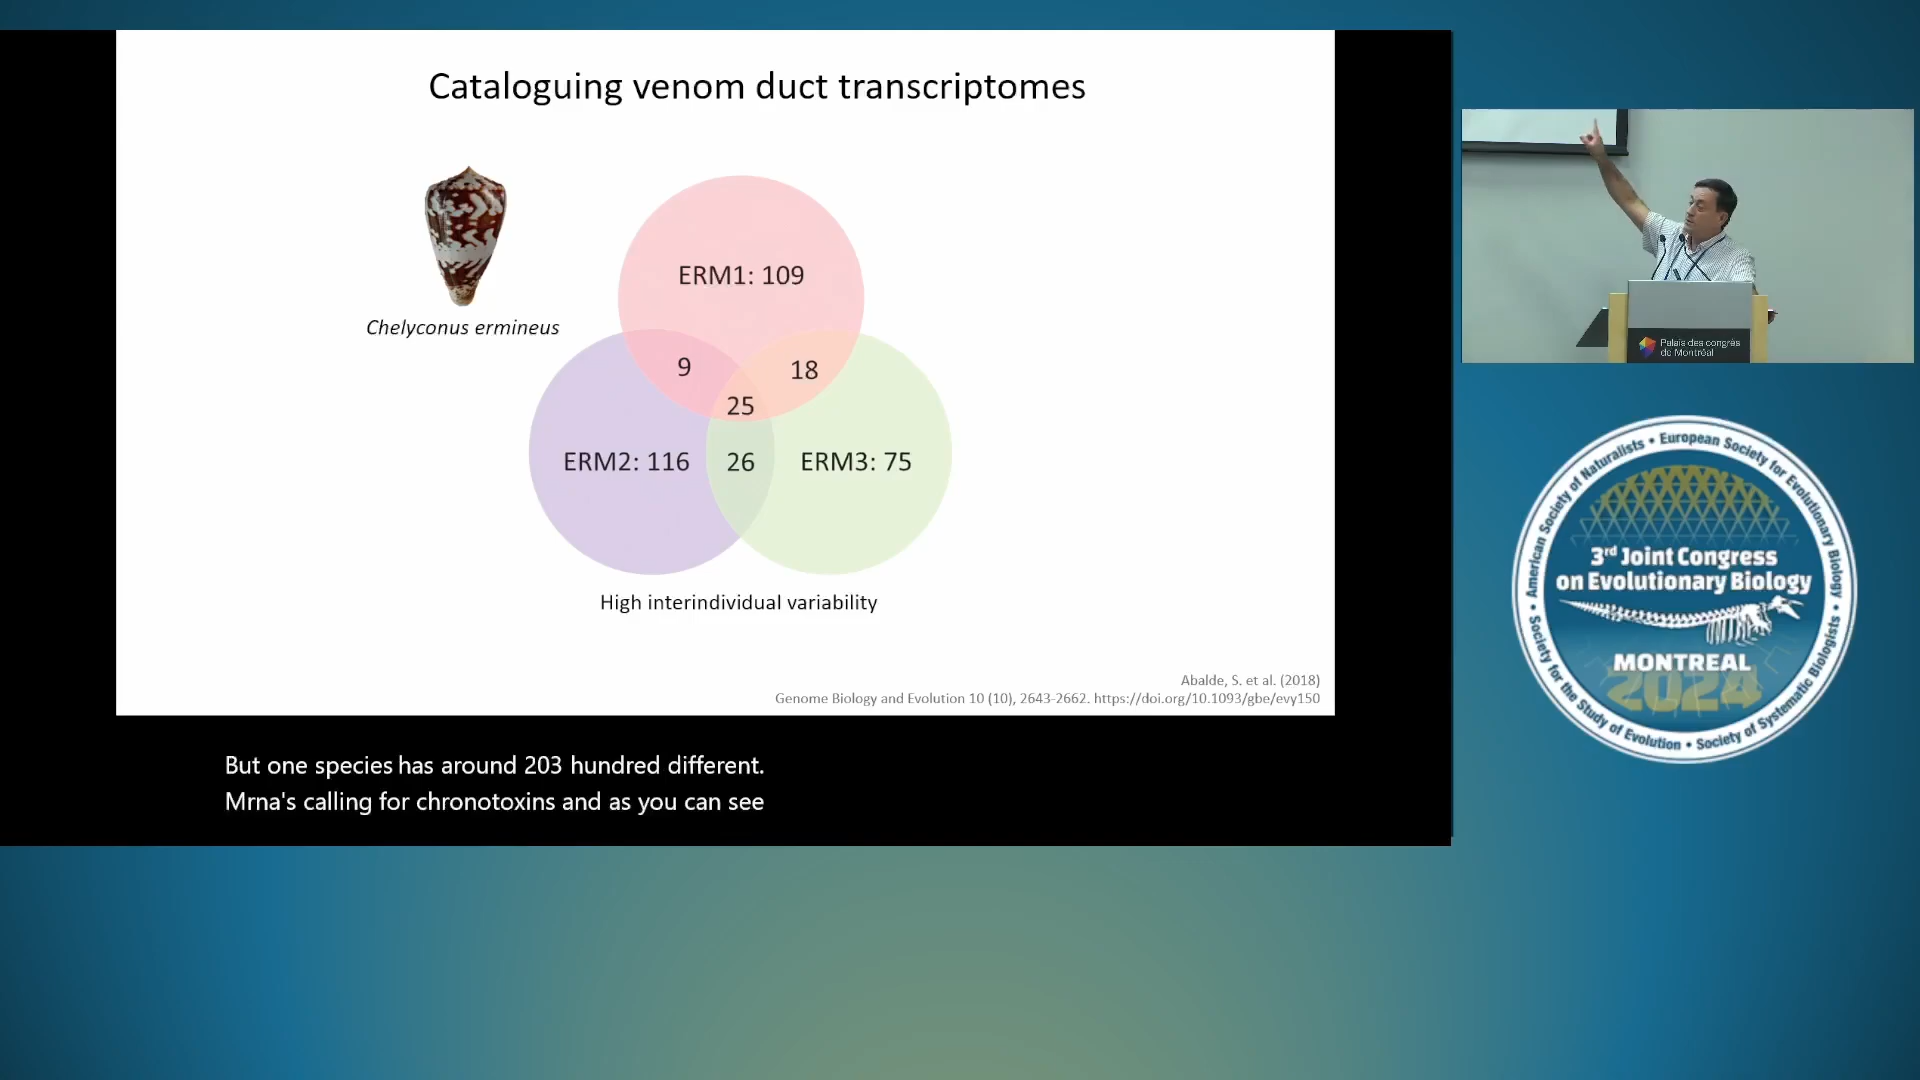 Cataloguing venom duct transcriptomes
Chelyconus ermineus
ERM1: 109
9
18
25
ERM2: 116
26
ERM3: 75
High interindividual variability
Abalde, S. et al. (2018)
Genome Biology and Evolution 10 (10), 2643-2662. https://doi.org/10.1093/gbe/evy150
But one species has around 203 hundred different.
Mrna's calling for chronotoxins and as you can see
Palais des congrès
de Montréal
American Society of Naturalists • European Society for Evolutionary Biology • Society of Systematic Biologists • Society for the Study of Evolution •
3rd Joint Congress
on Evolutionary Biology
MONTREAL
2024